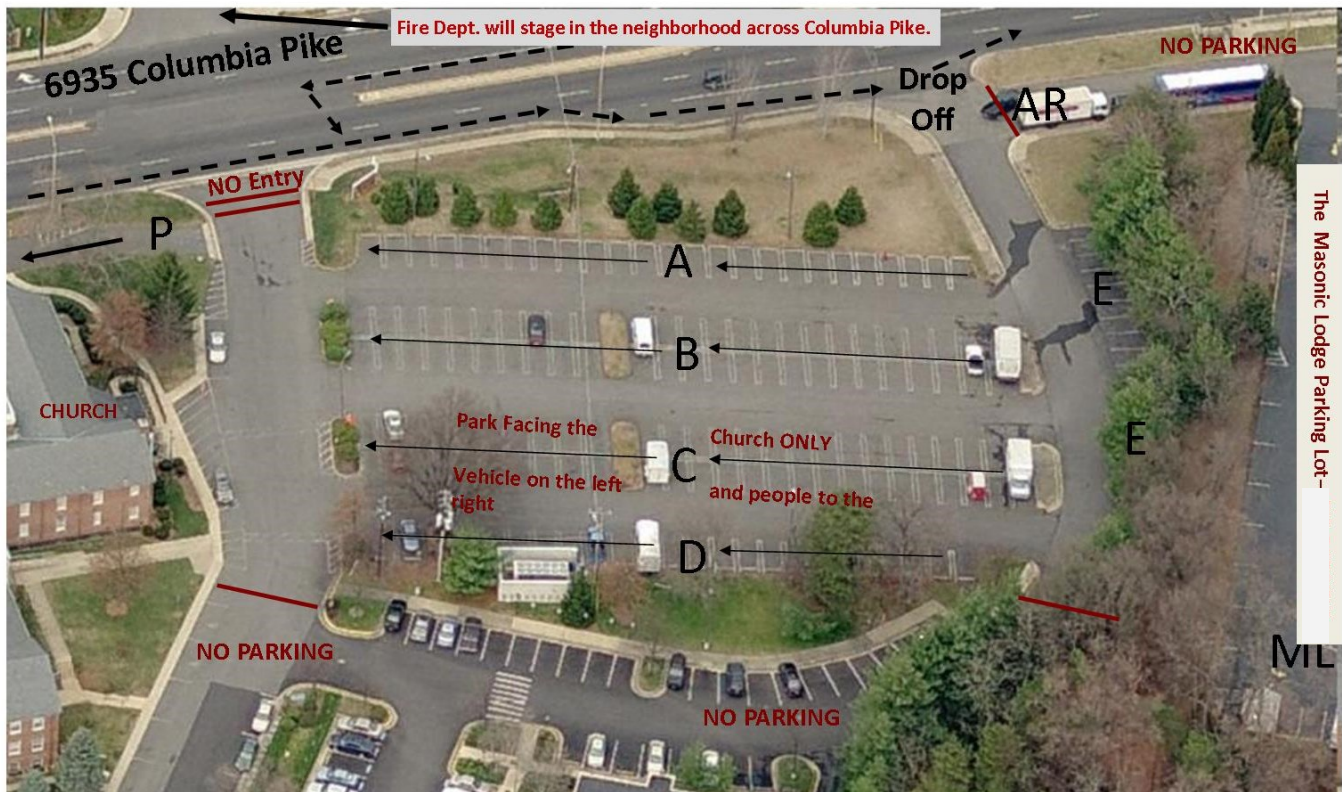 Fire Dept. will stage in the neighborhood across Columbia Pike.
6935 Columbia Pike
NO PARKING
Drop
Off
AR
NO Entry
P
A
E
The Masonic Lodge Parking Lot-
B
CHURCH
Park Facing the
Church ONLY
E
C
Vehicle on the left
and people to the
right
D
NO PARKING
ML
NO PARKING